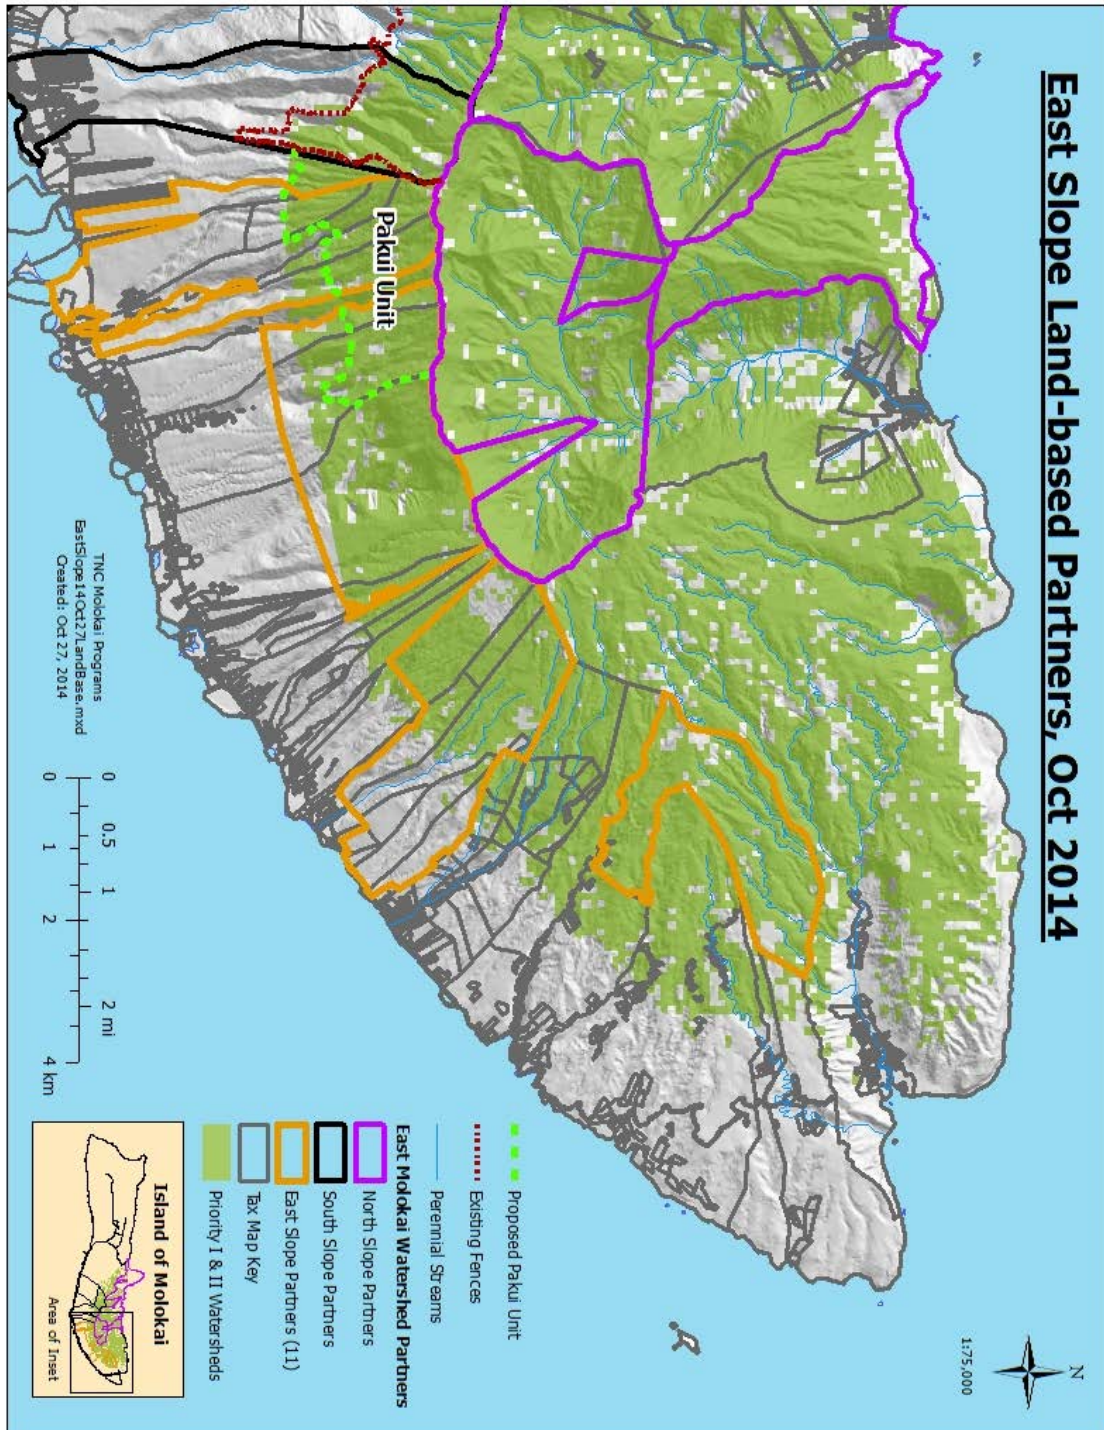 East Slope Land-based Partners, Oct 2014
N
1:75,000
Pakui Unit
TNC Molokai Programs
EastSlope14Oct27LandBase.mxd
Created: Oct 27, 2014
0 0.5 1 2 mi
0 1 2 4 km
Proposed Pakui Unit
Existing Fences
Perennial Streams
East Molokai Watershed Partners
North Slope Partners
South Slope Partners
East Slope Partners (11)
Tax Map Key
Priority I & II Watersheds
Island of Molokai
Area of Inset